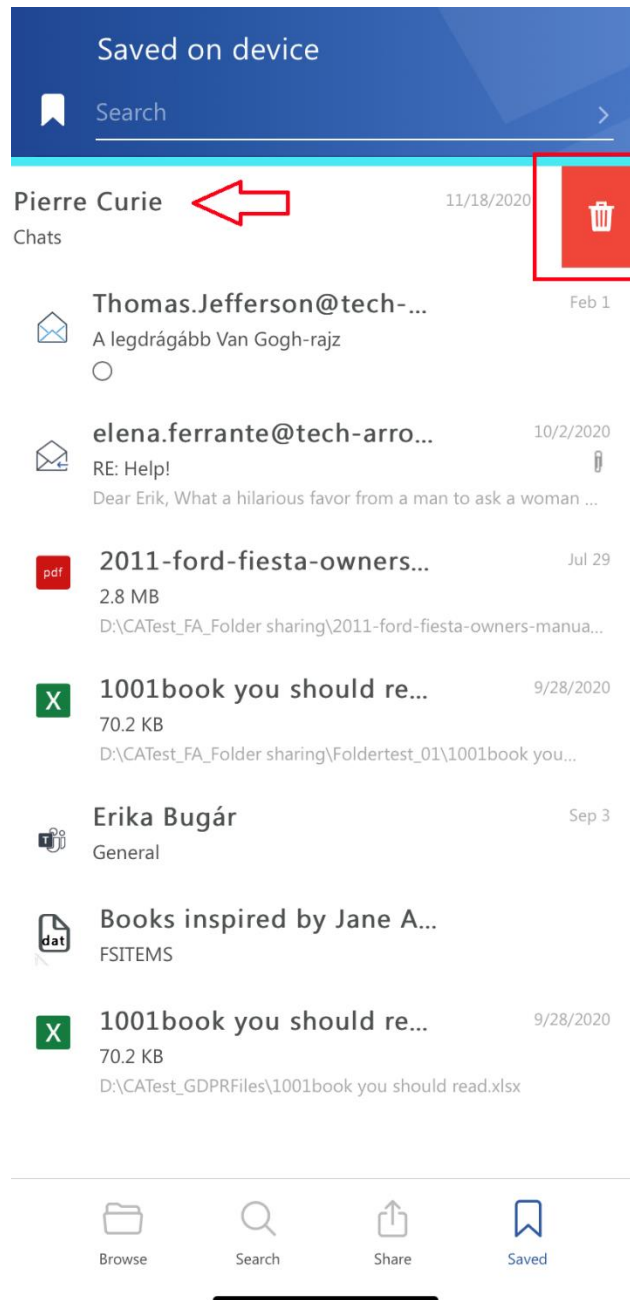 Saved on device
Search
Pierre Curie
11/18/2020
Chats
Thomas.Jefferson@tech-...
Feb 1
A legdrágább Van Gogh-rajz
elena.ferrante@tech-arro...
10/2/2020
RE: Help!
Dear Erik, What a hilarious favor from a man to ask a woman ...
pdf
2011-ford-fiesta-owners...
Jul 29
2.8 MB
D:\CATest_FA_Folder sharing\2011-ford-fiesta-owners-manua...
X
1001book you should re...
9/28/2020
70.2 KB
D:\CATest_FA_Folder sharing\Foldertest_01\1001book you...
T
Erika Bugár
Sep 3
General
dat
Books inspired by Jane A...
FSITEMS
X
1001book you should re...
9/28/2020
70.2 KB
D:\CATest_GDPRFiles\1001book you should read.xlsx
Browse
Search
Share
Saved